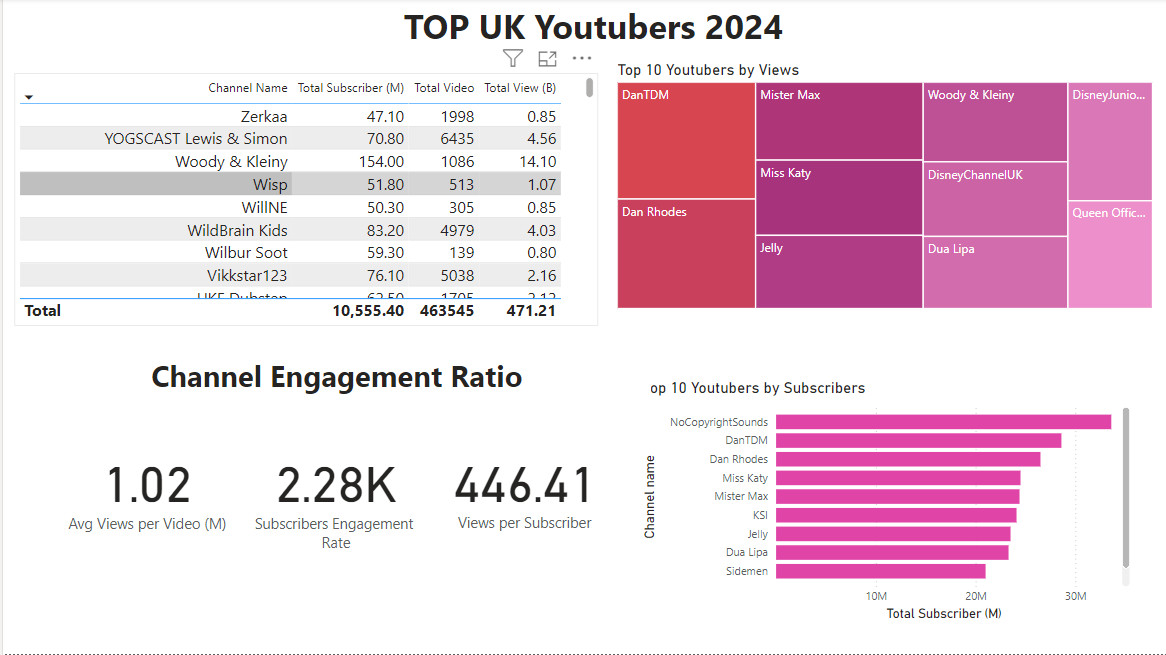 TOP UK Youtubers 2024
Channel Name Total Subscriber (M) Total Video Total View (B)
Zerkaa 47.10 1998 0.85
YOGSCAST Lewis & Simon 70.80 6435 4.56
Woody & Kleiny 154.00 1086 14.10
Wisp 51.80 513 1.07
WillNE 50.30 305 0.85
WildBrain Kids 83.20 4979 4.03
Wilbur Soot 59.30 139 0.80
Vikkstar123 76.10 5038 2.16
UKF Dubstep 62.50 1705 2.12
Total 10,555.40 463545 471.21
Top 10 Youtubers by Views
DanTDM
Dan Rhodes
Mister Max
Miss Katy
Jelly
Woody & Kleiny
DisneyChannelUK
Dua Lipa
DisneyJunio...
Queen Offic...
Channel Engagement Ratio
1.02
Avg Views per Video (M)
2.28K
Subscribers Engagement
Rate
446.41
Views per Subscriber
op 10 Youtubers by Subscribers
Channel name
NoCopyrightSounds
DanTDM
Dan Rhodes
Miss Katy
Mister Max
KSI
Jelly
Dua Lipa
Sidemen
10M 20M 30M
Total Subscriber (M)